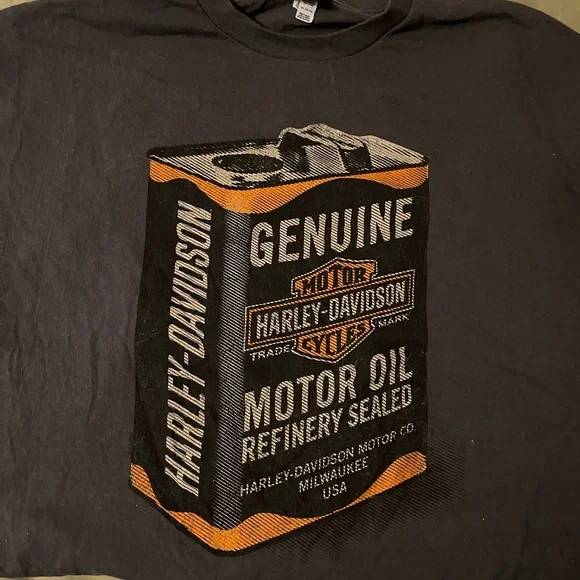 HARLEY-DAVIDSON
GENUINE
MOTOR
HARLEY-DAVIDSON
CYCLES
TRADE MARK
MOTOR OIL
REFINERY SEALED
HARLEY-DAVIDSON MOTOR CO.
MILWAUKEE
USA